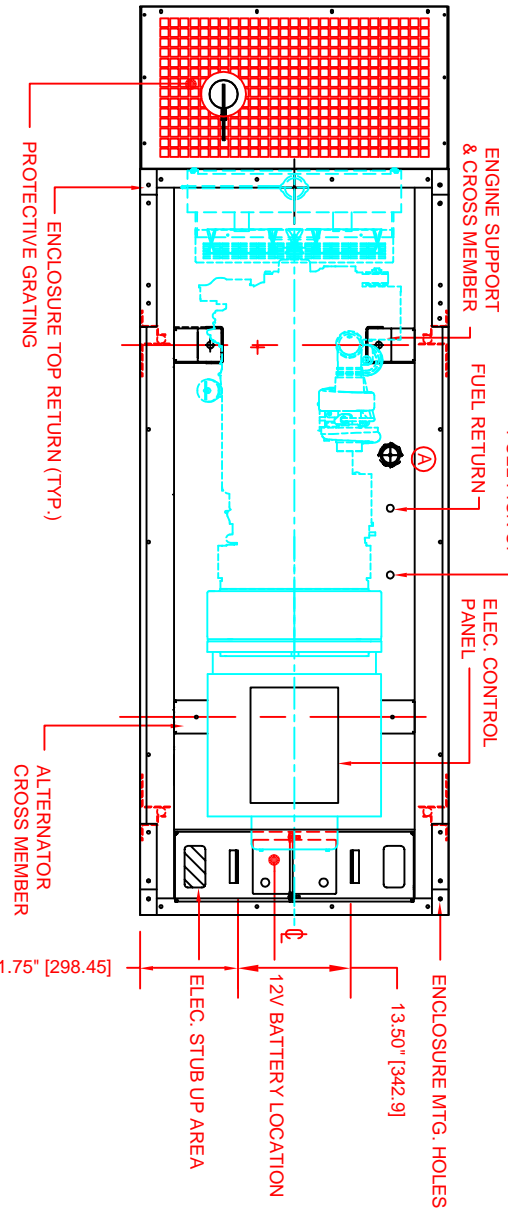 ENGINE SUPPORT
& CROSS MEMBER
FUEL RETURN
A
ELEC. CONTROL
PANEL
ENCLOSURE MTG. HOLES
13.50" [342.9]
12V BATTERY LOCATION
ELEC. STUB UP AREA
1.75" [298.45]
C
L
ALTERNATOR
CROSS MEMBER
ENCLOSURE TOP RETURN (TYP.)
PROTECTIVE GRATING